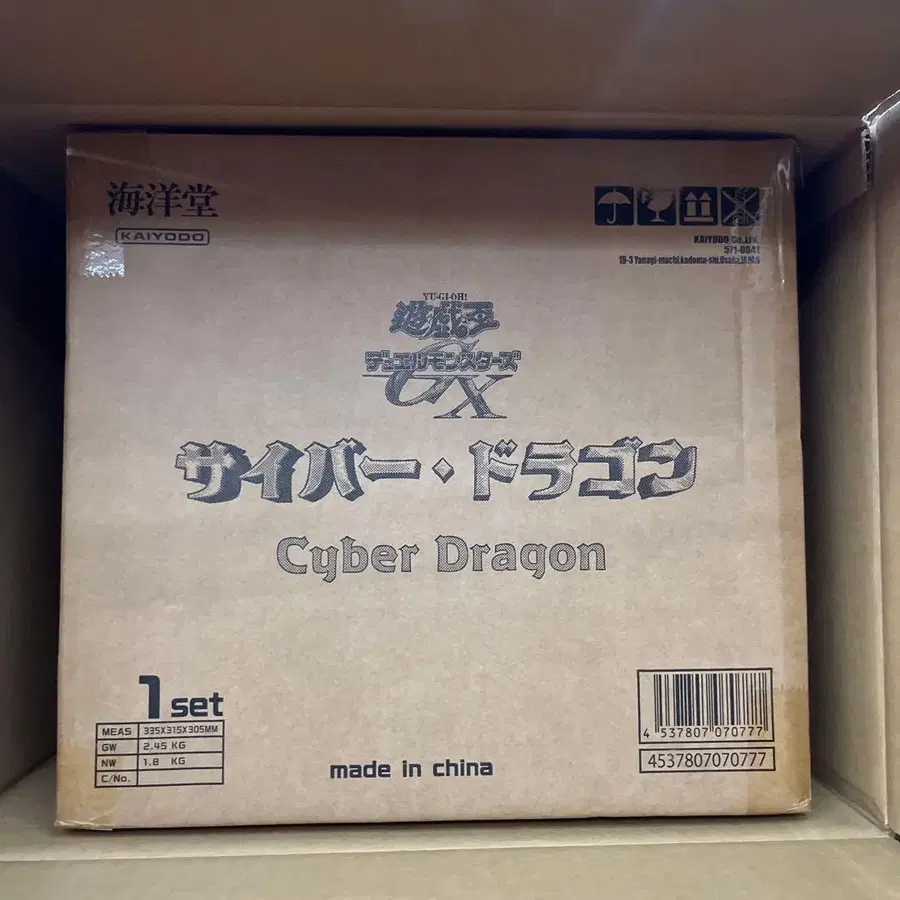 海洋堂
KAIYODO
KAIYODO Co.,Ltd.
571-0041
19-3 Yanagi-machi,kadoma-shi,Osaka,JAPAN
YU-GI-OH!
遊戯王
デュエルモンスターズ
GX
サイバー・ドラゴン
Cyber Dragon
1 set
MEAS 335X315X305MM
GW 2.45 KG
NW 1.8 KG
C/No.
made in china
4 537807 070777
4537807070777